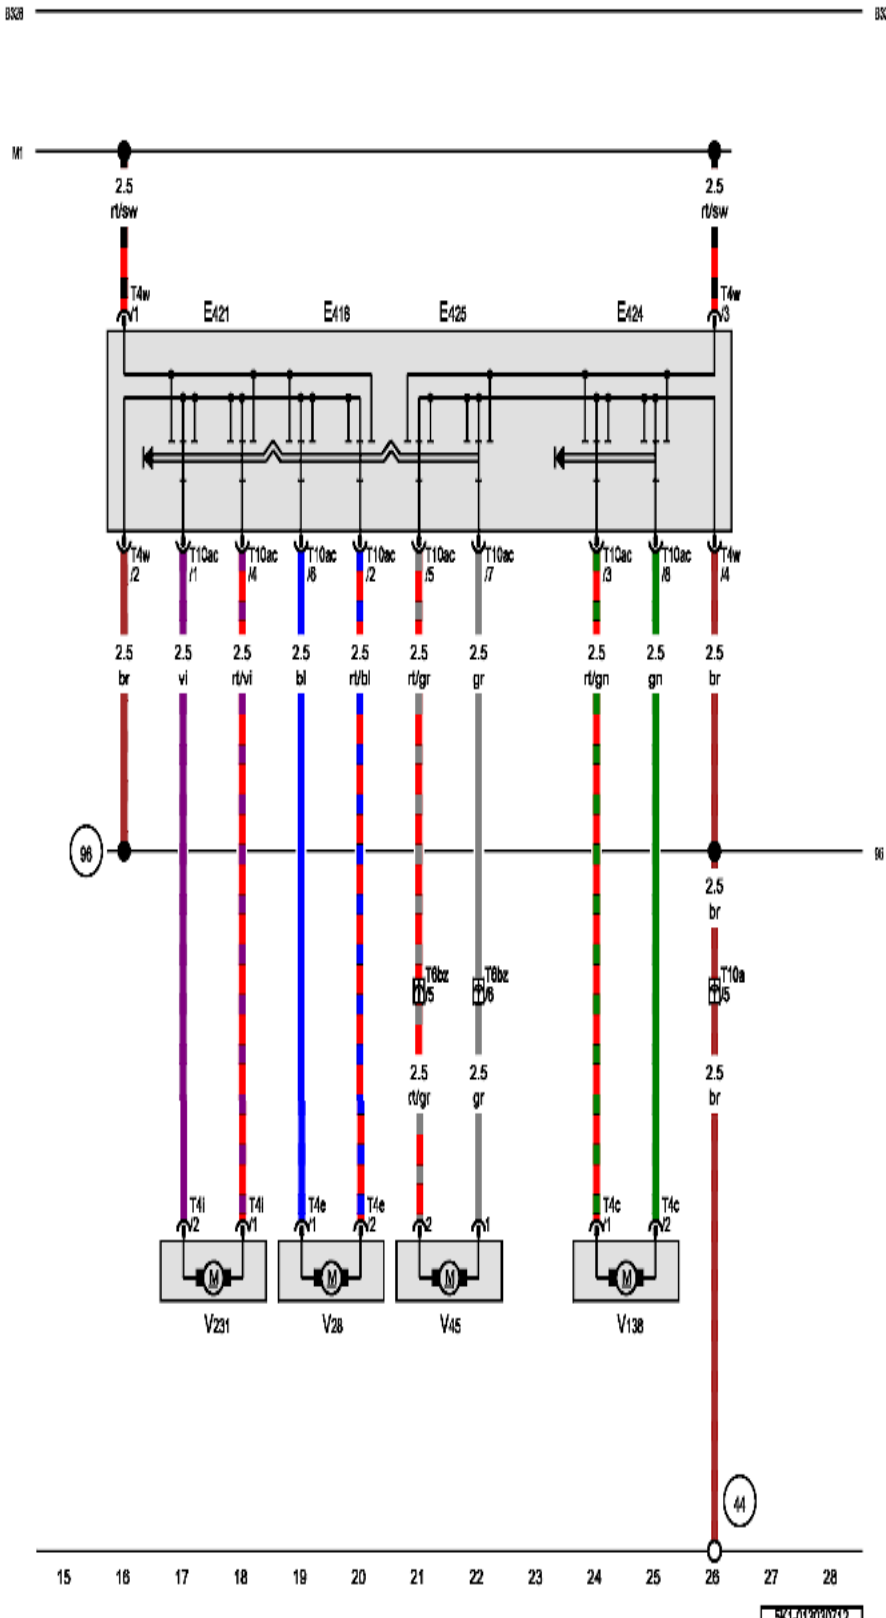 B328
M1
2.5 2.5
rt/sw rt/sw
T4w T4w
/1 /3
E421 E418 E425 E424
T4w T10ac T10ac T10ac T10ac T10ac T10ac T10ac T10ac T4w
/2 /1 /4 /6 /2 /5 /7 /3 /8 /4
2.5 2.5 2.5 2.5 2.5 2.5 2.5 2.5 2.5 2.5
br vi rt/vi bl rt/bl rt/gr gr rt/gn gn br
96 96
2.5
br
T6bz T6bz T10a
/5 /6 /5
2.5 2.5 2.5
rt/gr gr br
T4i T4i T4e T4e T4c T4c
/2 /1 /1 /2 2 1 /1 /2
M M M M
V231 V28 V45 V138
44
15 16 17 18 19 20 21 22 23 24 25 26 27 28